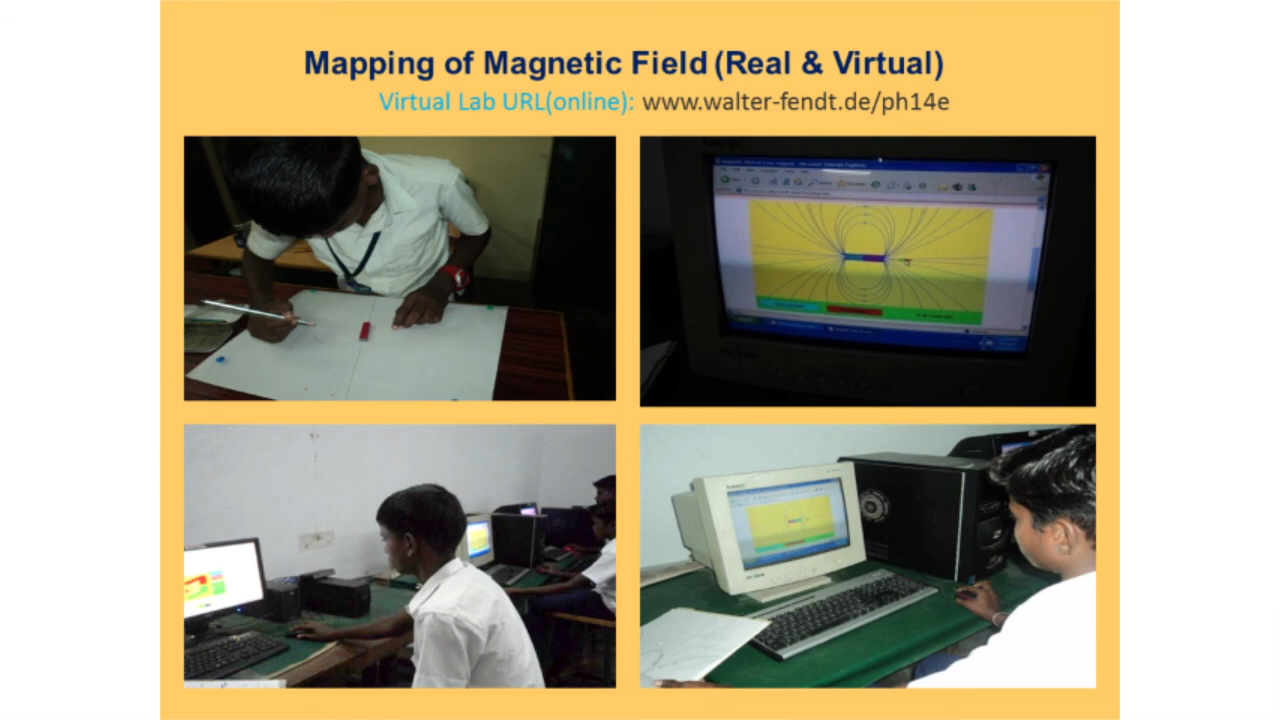 Mapping of Magnetic Field (Real & Virtual)
Virtual Lab URL(online): www.walter-fendt.de/ph14e